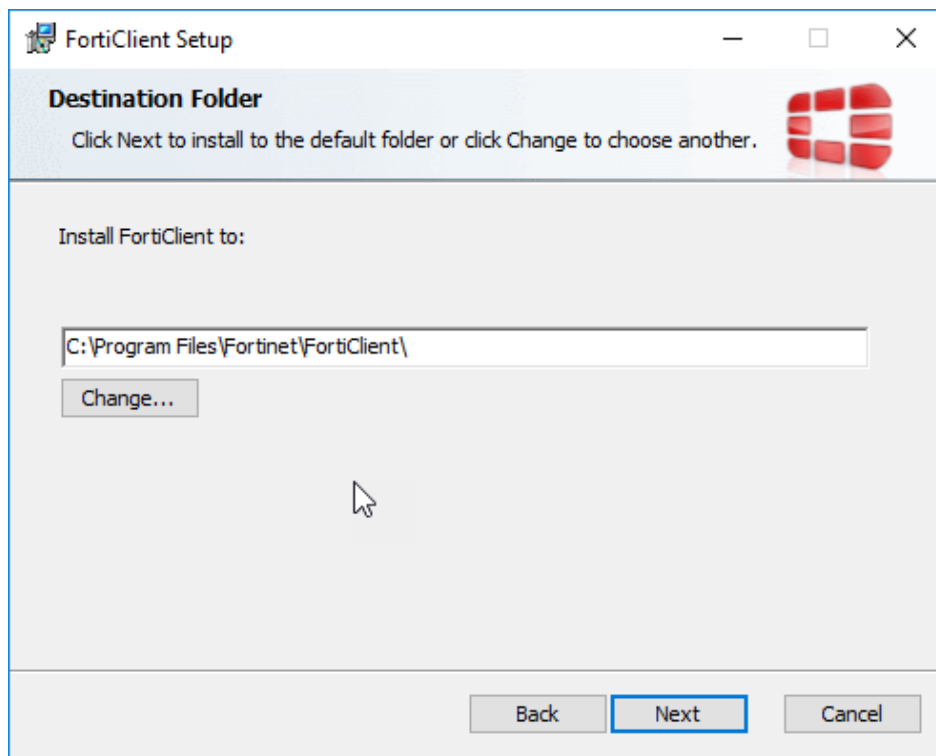 FortiClient Setup
Destination Folder
Click Next to install to the default folder or click Change to choose another.
Install FortiClient to:
C:\Program Files\Fortinet\FortiClient\
Change...
Back Next Cancel